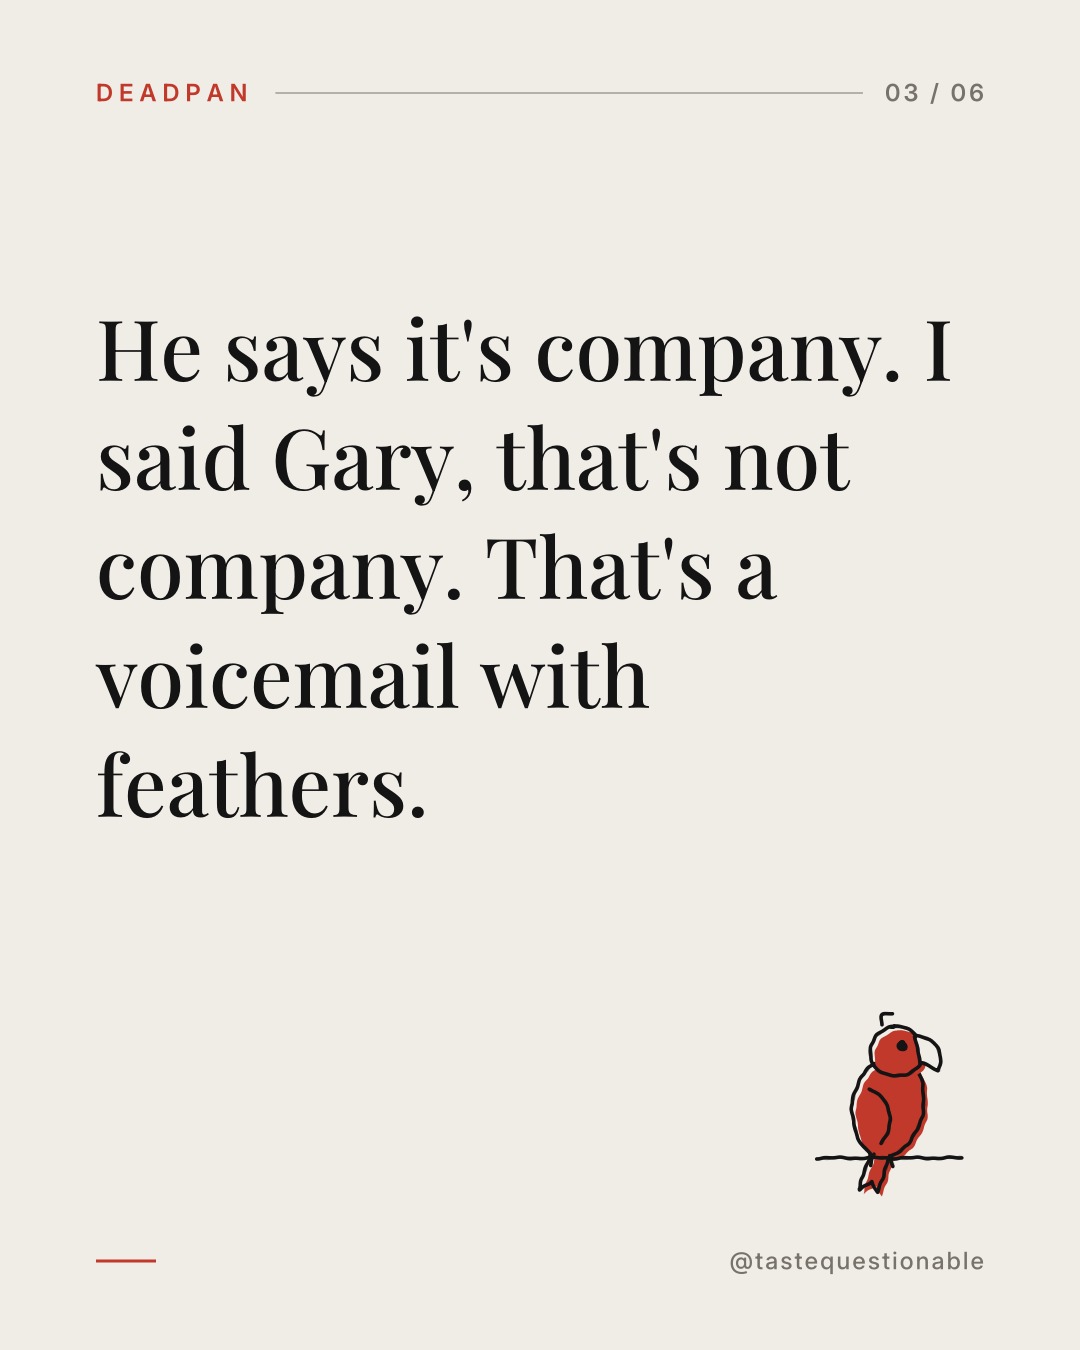 DEADPAN 03 / 06
He says it's company. I
said Gary, that's not
company. That's a
voicemail with
feathers.
@tastequestionable